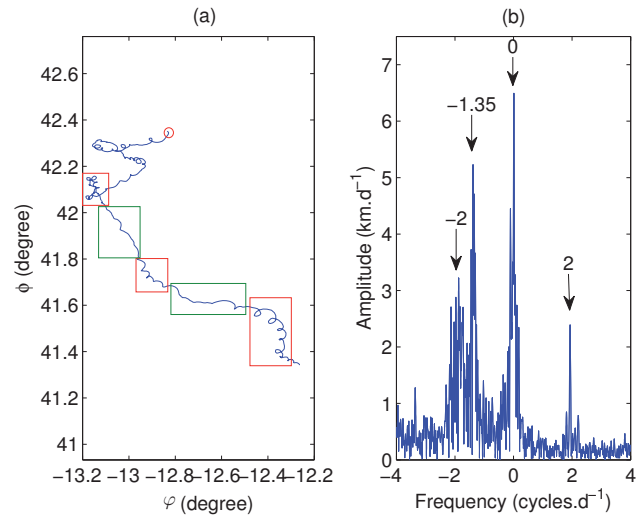 (a)
42.6
42.4
42.2
42
41.8
41.6
41.4
41.2
41
ϕ (degree)
−13.2 −13 −12.8 −12.6 −12.4 −12.2
φ (degree)
(b)
0
−1.35
−2
2
7
6
5
4
3
2
1
0
Amplitude (km.d⁻¹)
−4 −2 0 2 4
Frequency (cycles.d⁻¹)